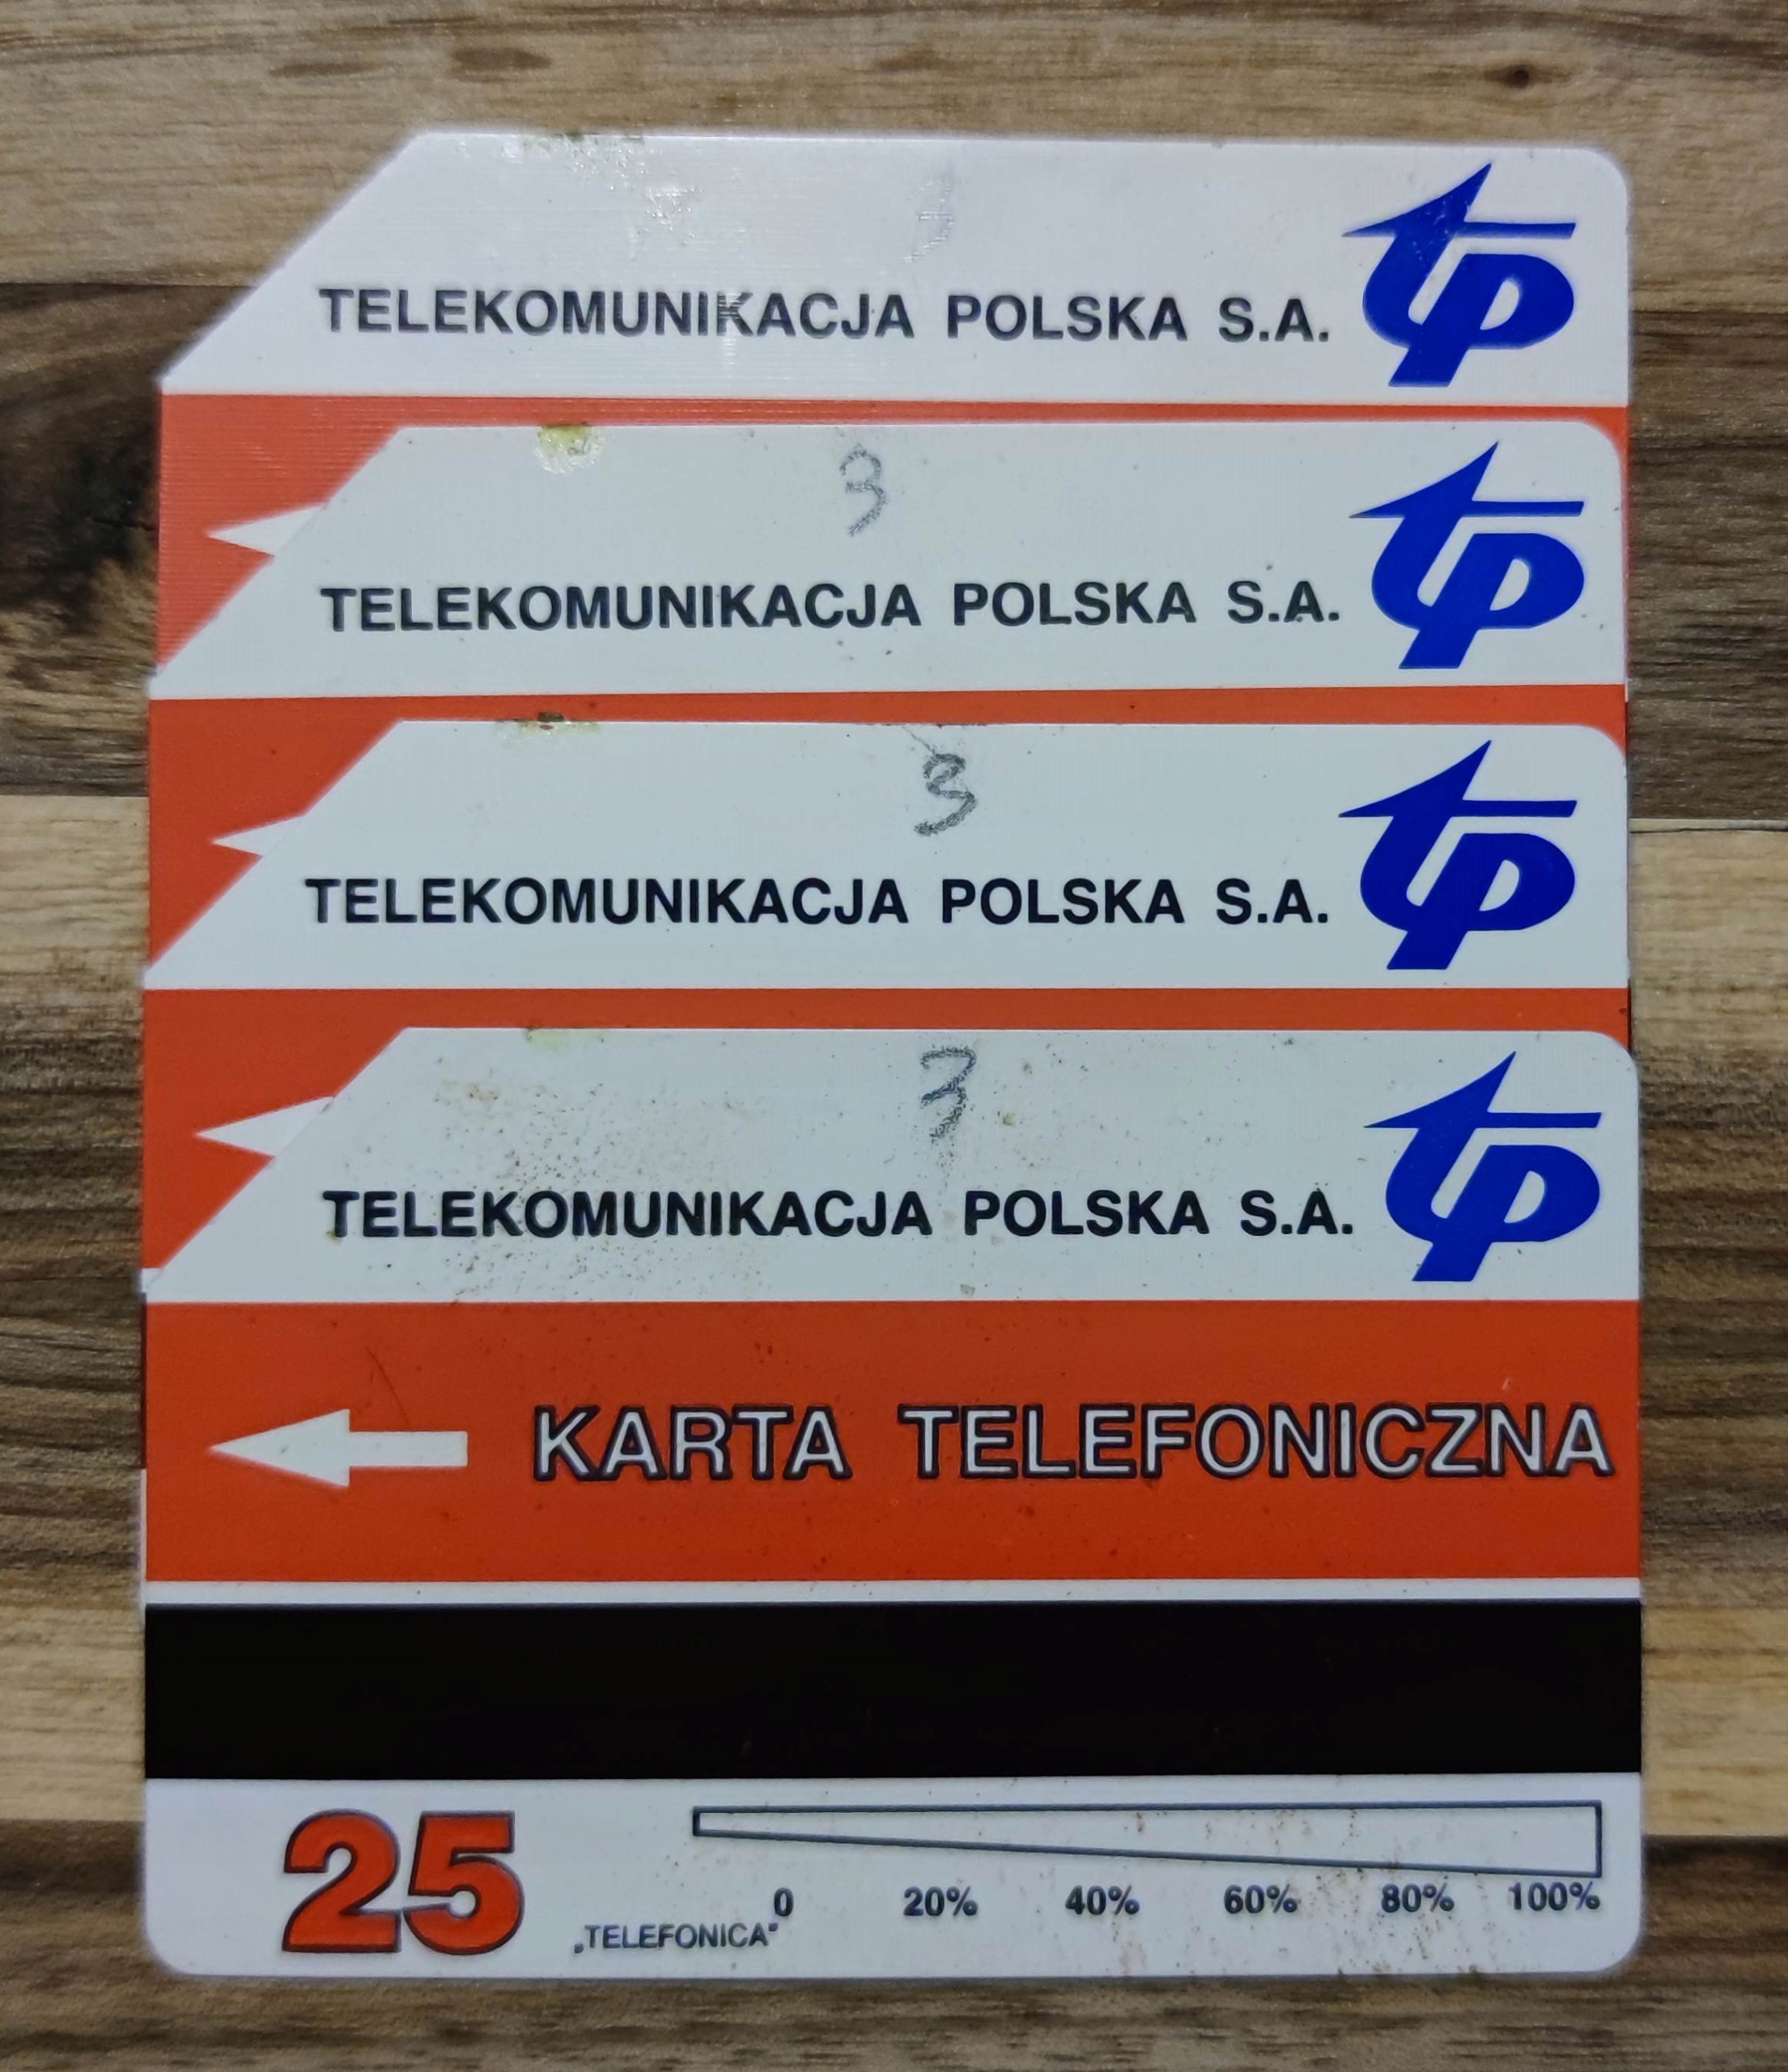 TELEKOMUNIKACJA POLSKA S.A. tp
3
TELEKOMUNIKACJA POLSKA S.A. tp
3
TELEKOMUNIKACJA POLSKA S.A. tp
3
TELEKOMUNIKACJA POLSKA S.A. tp
KARTA TELEFONICZNA
25
0 20% 40% 60% 80% 100%
„TELEFONICA"